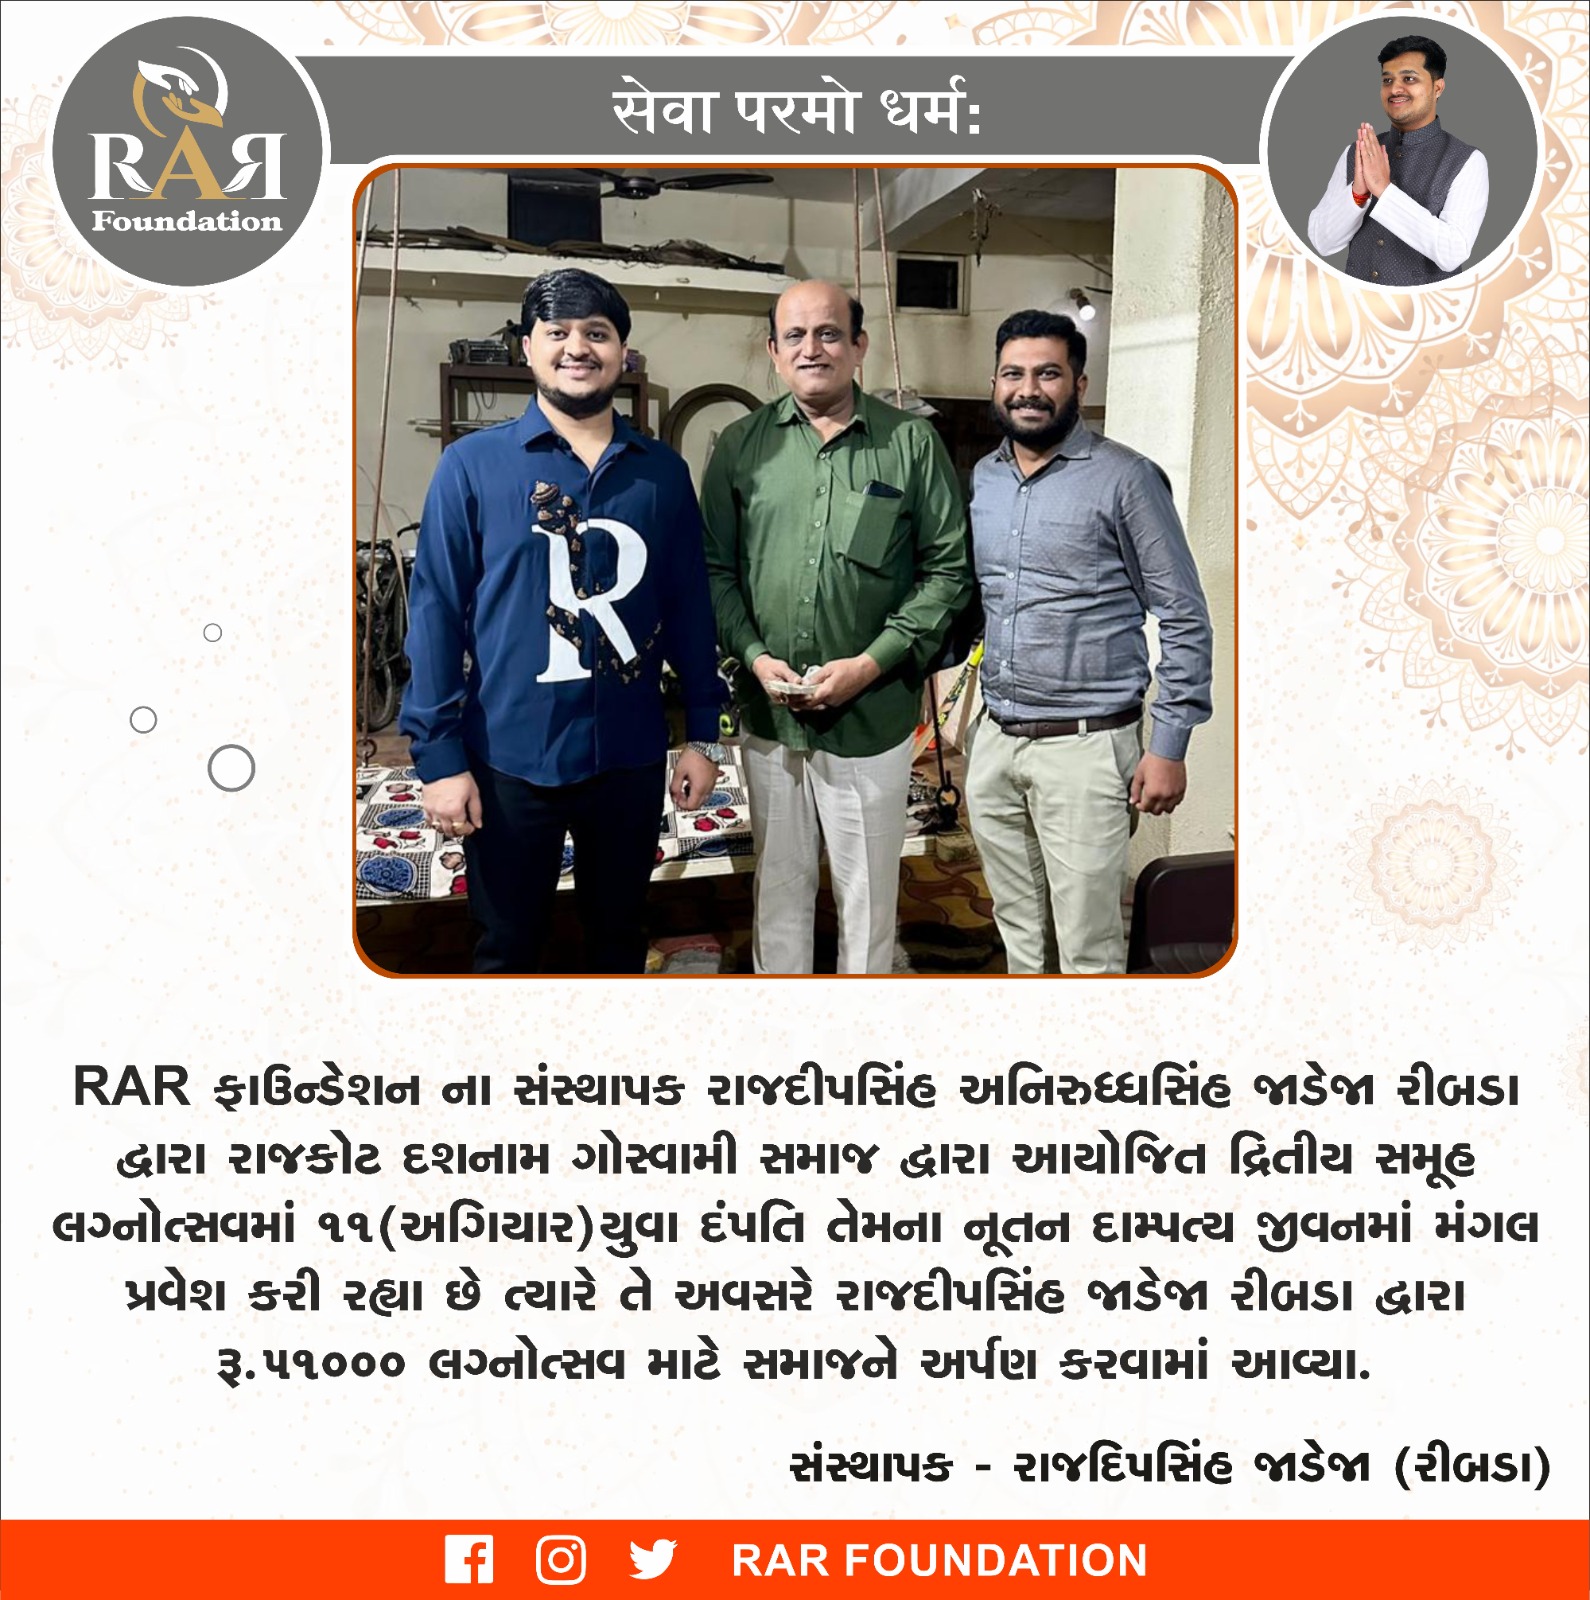 RAR
Foundation
सेवा परमो धर्म:
R
RAR ફાઉન્ડેશન ના સંસ્થાપક રાજદીપસિંહ અનિરુધ્ધસિંહ જાડેજા રીબડા
દ્વારા રાજકોટ દશનામ ગોસ્વામી સમાજ દ્વારા આયોજિત દ્રિતીય સમૂહ
લગ્નોત્સવમાં ૧૧(અગિયાર)યુવા દંપતિ તેમના નૂતન દામ્પત્ય જીવનમાં મંગલ
પ્રવેશ કરી રહ્યા છે ત્યારે તે અવસરે રાજદીપસિંહ જાડેજા રીબડા દ્વારા
રૂ.૫૧૦૦૦ લગ્નોત્સવ માટે સમાજને અર્પણ કરવામાં આવ્યા.
સંસ્થાપક - રાજદિપસિંહ જાડેજા (રીબડા)
RAR FOUNDATION